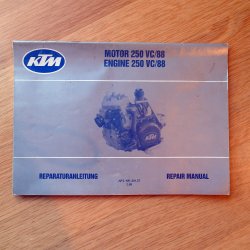 KTM
MOTOR 250 VC/88
ENGINE 250 VC/88
REPARATURANLEITUNG
REPAIR MANUAL